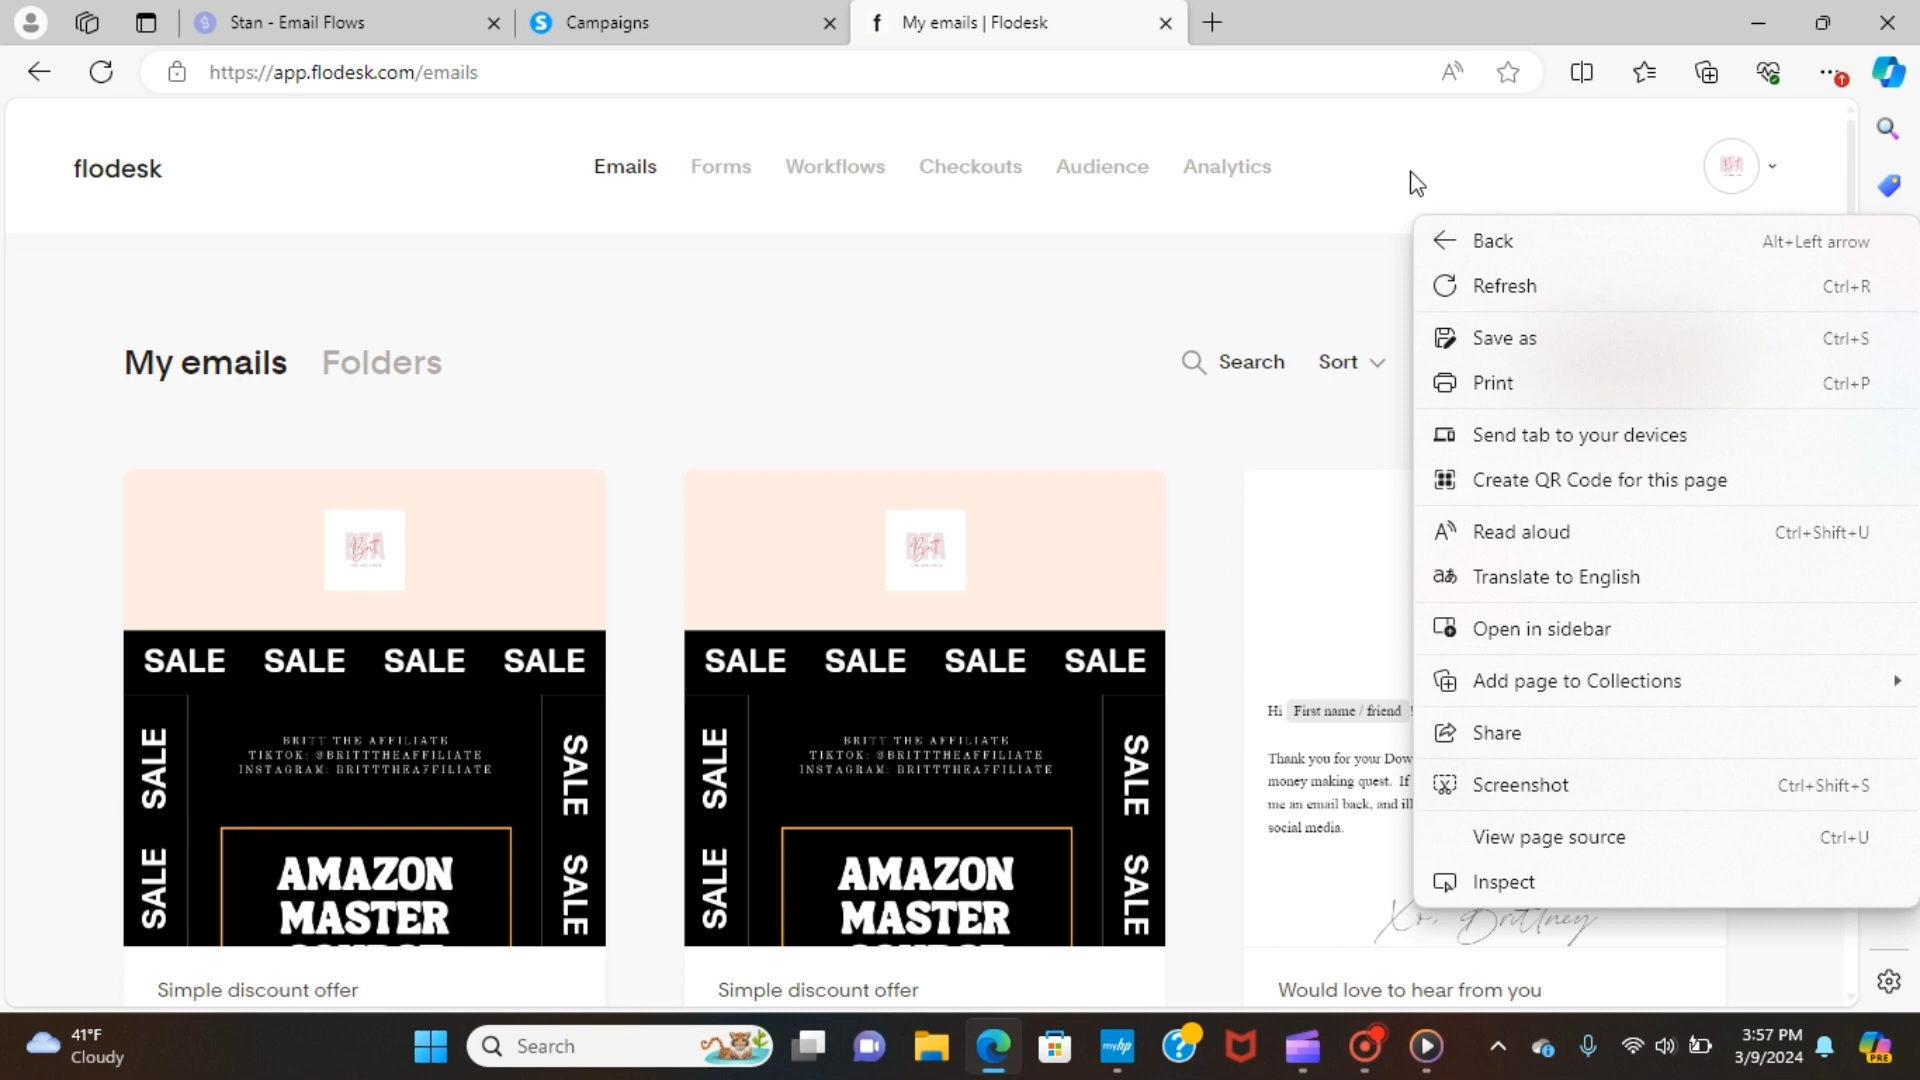 Stan - Email Flows
Campaigns
My emails | Flodesk
https://app.flodesk.com/emails
flodesk
Emails
Forms
Workflows
Checkouts
Audience
Analytics
Back Alt+Left arrow
Refresh Ctrl+R
Save as Ctrl+S
Print Ctrl+P
Send tab to your devices
Create QR Code for this page
Read aloud Ctrl+Shift+U
Translate to English
Open in sidebar
Add page to Collections
Share
Screenshot Ctrl+Shift+S
View page source Ctrl+U
Inspect
My emails
Folders
Search
Sort
Britt
SALE SALE SALE SALE
SALE
SALE
BRITT THE AFFILIATE
TIKTOK: @BRITTTHEAFFILIATE
INSTAGRAM: BRITTTHEAFFILIATE
SALE
SALE
AMAZON
MASTER
Simple discount offer
Britt
SALE SALE SALE SALE
SALE
SALE
BRITT THE AFFILIATE
TIKTOK: @BRITTTHEAFFILIATE
INSTAGRAM: BRITTTHEAFFILIATE
SALE
SALE
AMAZON
MASTER
Simple discount offer
Hi First name / friend !
Thank you for your Dow
money making quest. If
me an email back, and ill
social media.
Xo, Brittney
Would love to hear from you
41°F
Cloudy
Search
myhp
PRE
3:57 PM
3/9/2024